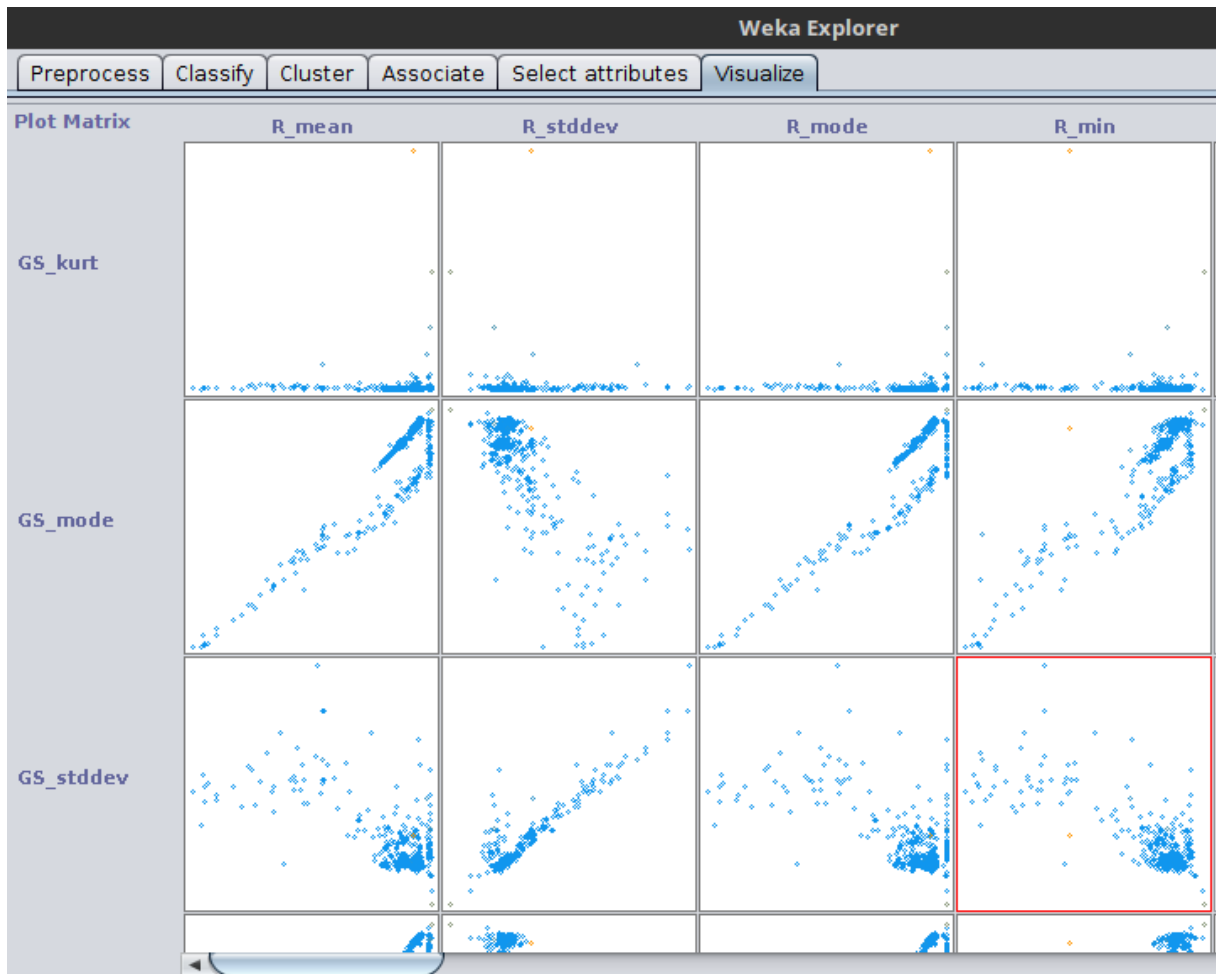 Weka Explorer
Preprocess Classify Cluster Associate Select attributes Visualize
Plot Matrix R_mean R_stddev R_mode R_min
GS_kurt
GS_mode
GS_stddev